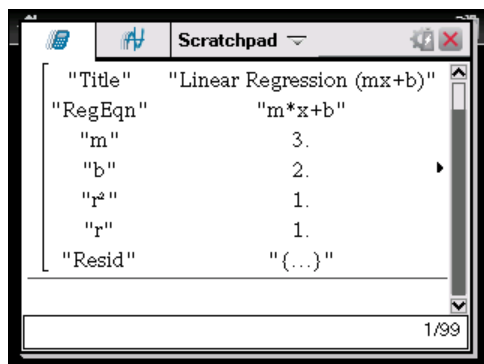 Scratchpad
"Title" "Linear Regression (mx+b)"
"RegEqn" "m*x+b"
"m" 3.
"b" 2.
"r²" 1.
"r" 1.
"Resid" "{...}"
1/99